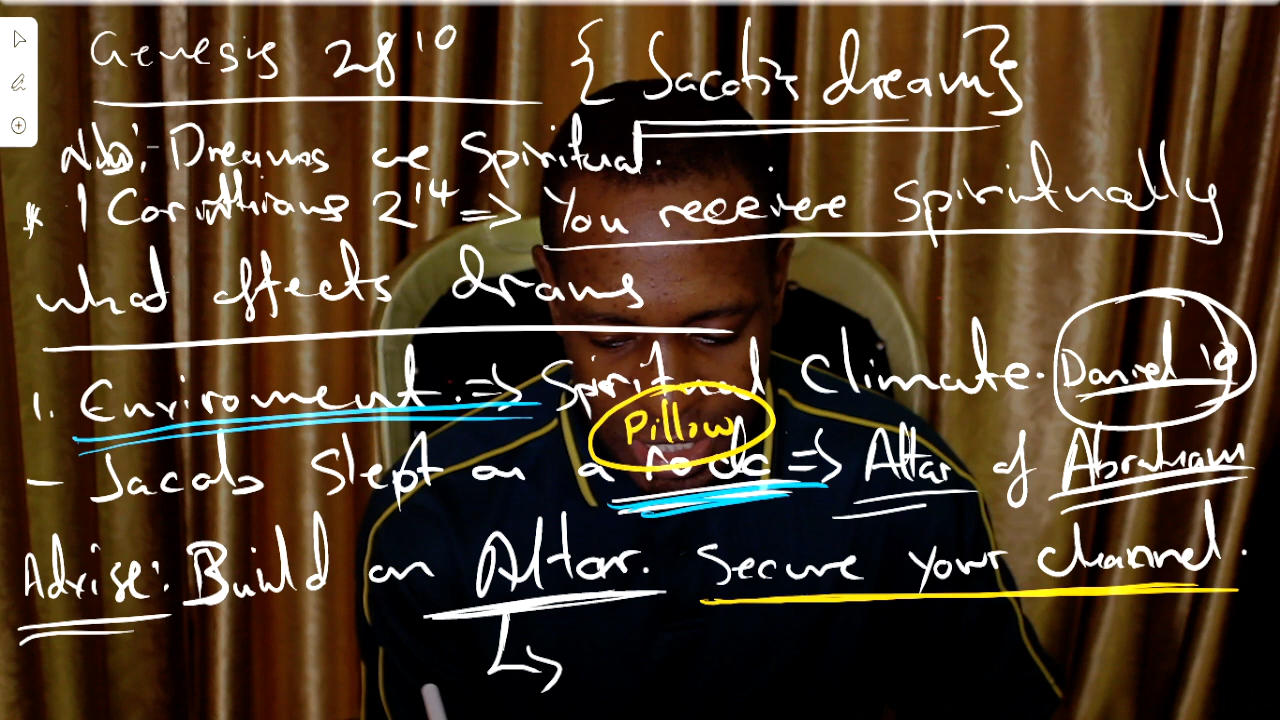 Genesis 28¹⁰ { Jacob's dream}
Nb:- Dreams are Spiritual.
* 1 Corinthians 2¹⁴ => You receive spiritually
what affects drams
1. Enviroment. => Spiritual Climate. Daniel 10
Pillow
- Jacob Slept on a rock => Altar of Abraham
Advise: Build an Altar. Secure your channel.